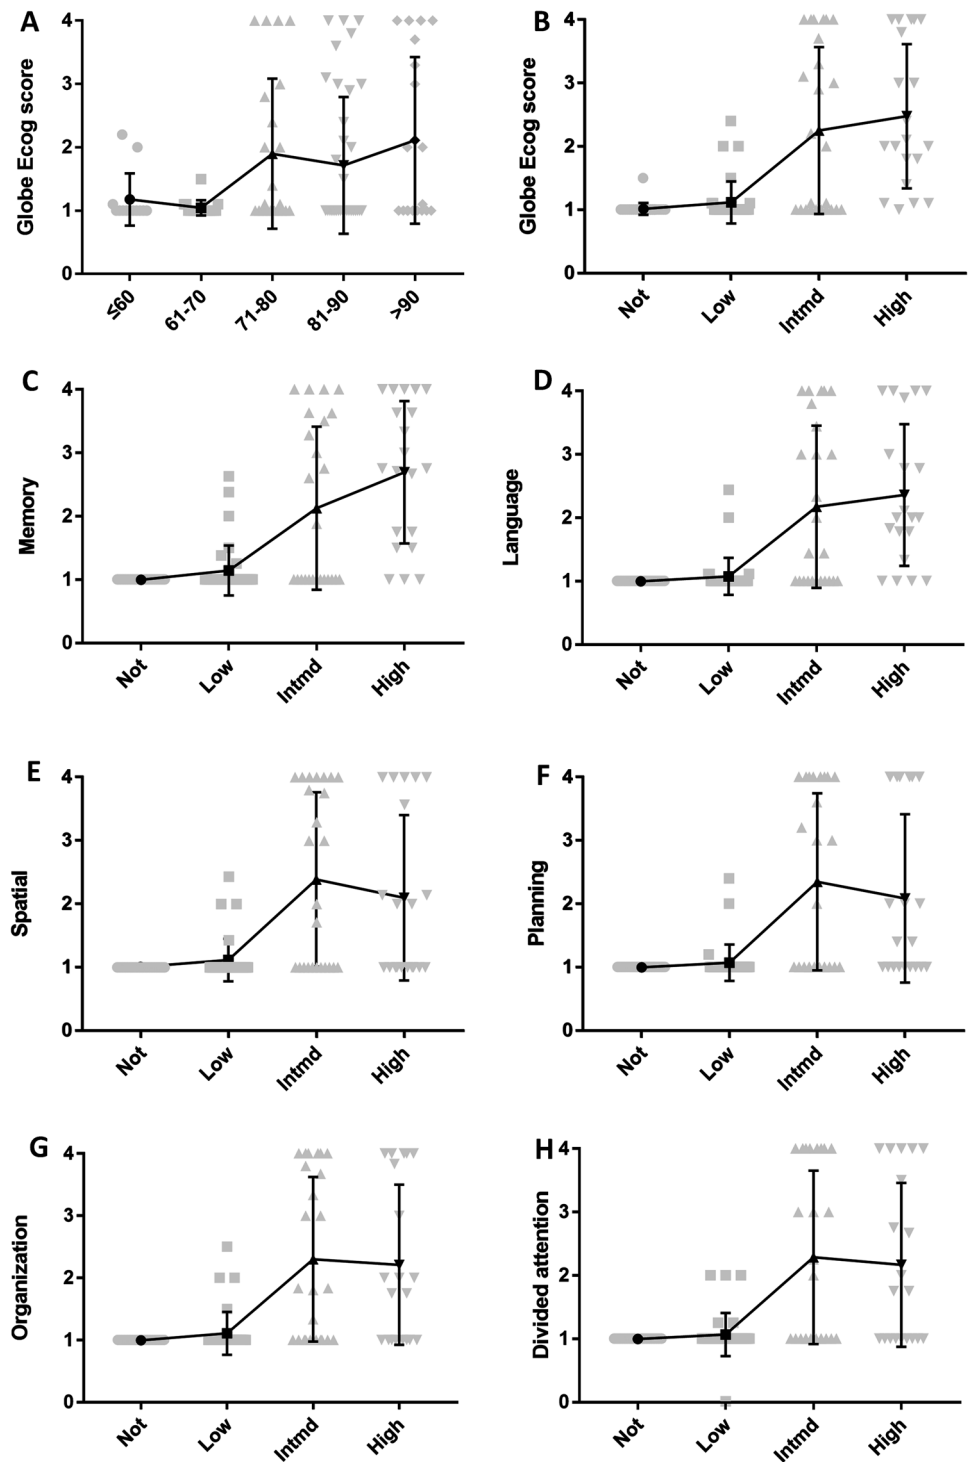 A
Globe Ecog score
4
3
2
1
0
≤60
61-70
71-80
81-90
>90
B
Globe Ecog score
4
3
2
1
0
Not
Low
Intmd
High
C
Memory
4
3
2
1
0
Not
Low
Intmd
High
D
Language
4
3
2
1
0
Not
Low
Intmd
High
E
Spatial
4
3
2
1
0
Not
Low
Intmd
High
F
Planning
4
3
2
1
0
Not
Low
Intmd
High
G
Organization
4
3
2
1
0
Not
Low
Intmd
High
H
Divided attention
4
3
2
1
0
Not
Low
Intmd
High